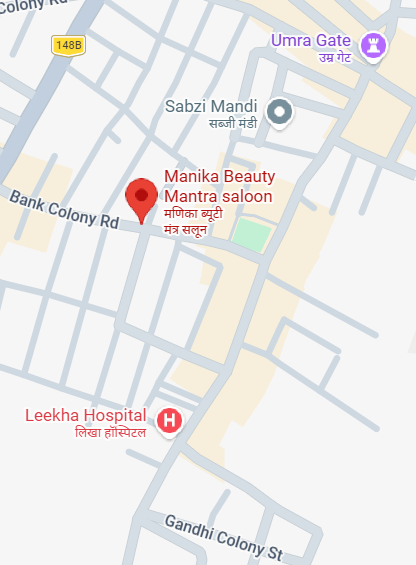 Colony Rd
148B
Umra Gate
उम्र गेट
Sabzi Mandi
सब्जी मंडी
Manika Beauty
Mantra saloon
मणिका ब्यूटी
मंत्र सलून
Bank Colony Rd
Leekha Hospital
लिखा हॉस्पिटल
H
Gandhi Colony St